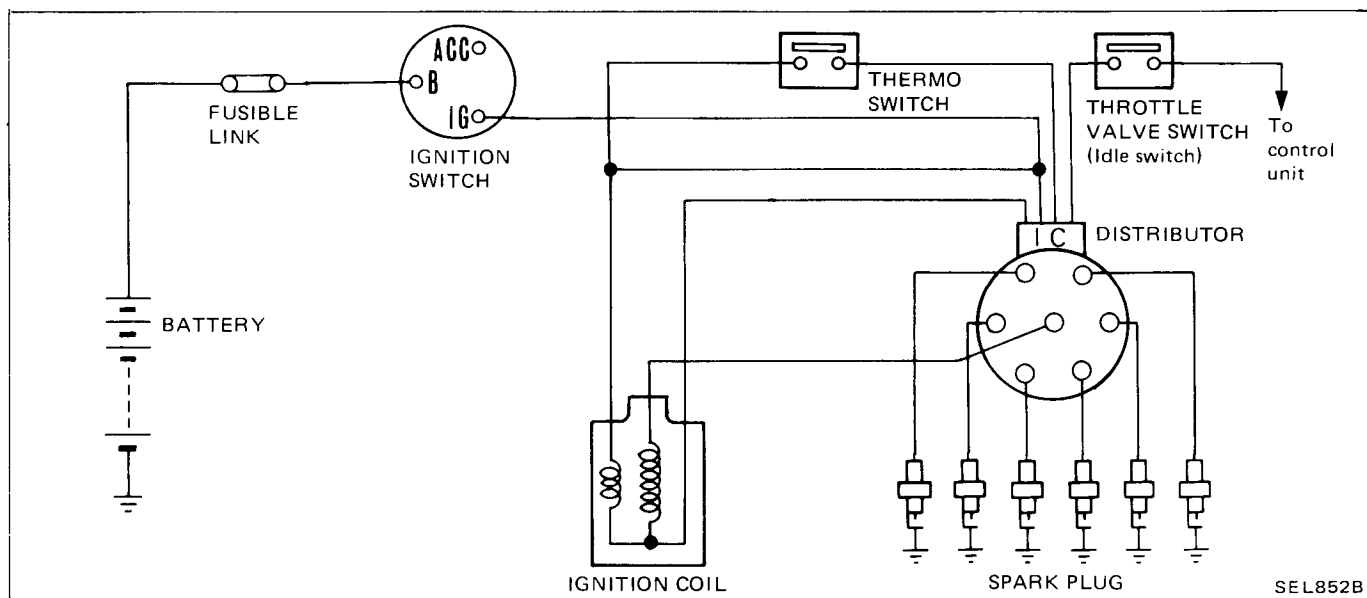 ACC
B
IG
FUSIBLE
LINK
IGNITION
SWITCH
THERMO
SWITCH
THROTTLE
VALVE SWITCH
(Idle switch)
To
control
unit
I C
DISTRIBUTOR
BATTERY
IGNITION COIL
SPARK PLUG
SEL852B